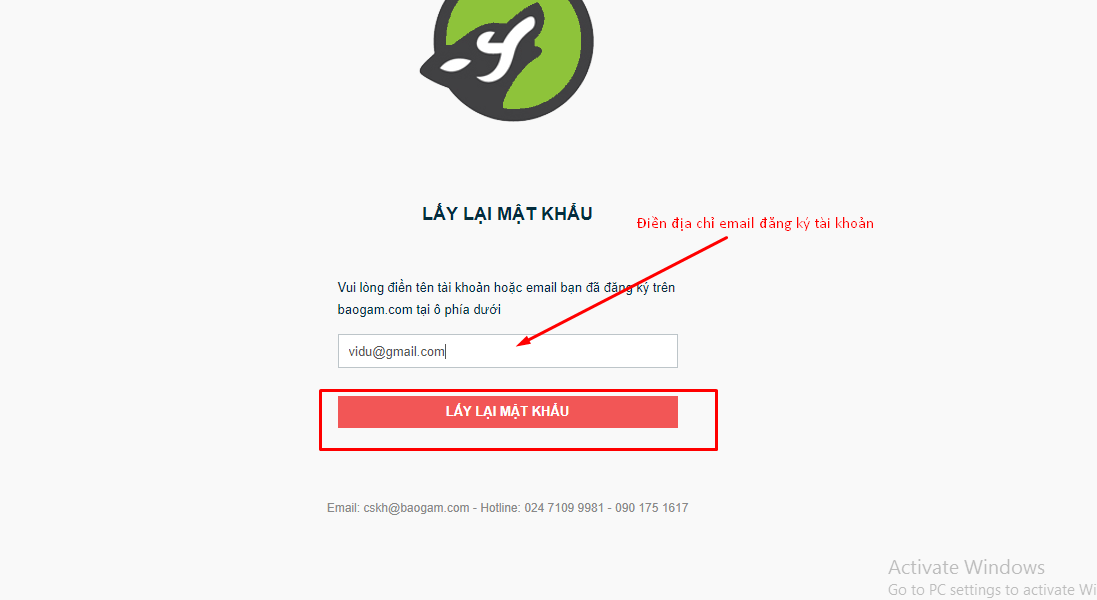 LẤY LẠI MẬT KHẨU
Điền địa chỉ email đăng ký tài khoản
Vui lòng điền tên tài khoản hoặc email bạn đã đăng ký trên
baogam.com tại ô phía dưới
vidu@gmail.com
LẤY LẠI MẬT KHẨU
Email: cskh@baogam.com - Hotline: 024 7109 9981 - 090 175 1617
Activate Windows
Go to PC settings to activate Wi